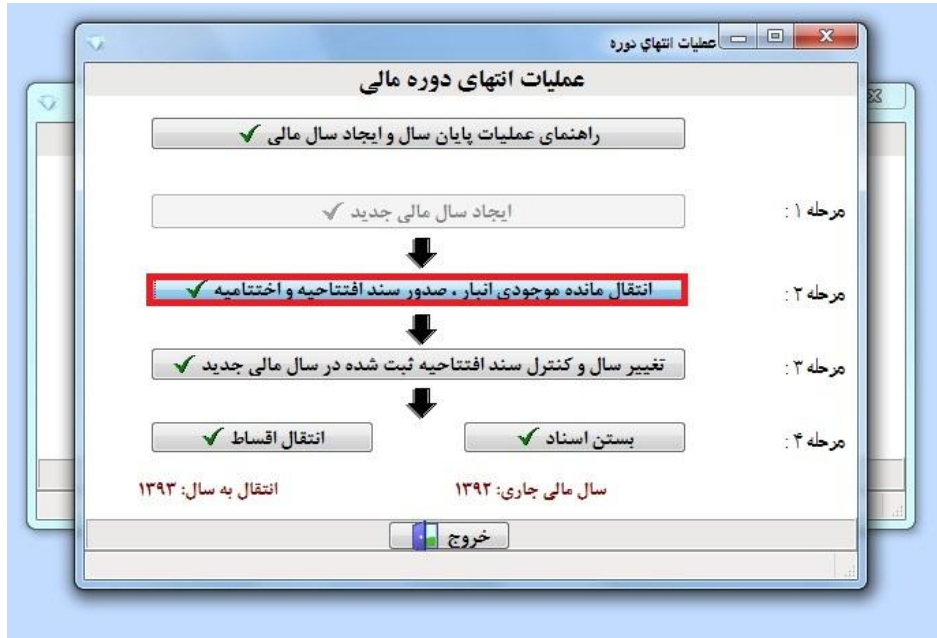 عمليات انتهاي دوره
عملیات انتهای دوره مالی
راهنمای عملیات پایان سال و ایجاد سال مالی
مرحله ۱ :
ایجاد سال مالی جدید
مرحله ۲ :
انتقال مانده موجودی انبار ، صدور سند افتتاحیه و اختتامیه
مرحله ۳ :
تغییر سال و کنترل سند افتتاحیه ثبت شده در سال مالی جدید
مرحله ۴ :
بستن اسناد
انتقال اقساط
سال مالی جاری: ۱۳۹۲
انتقال به سال: ۱۳۹۳
خروج